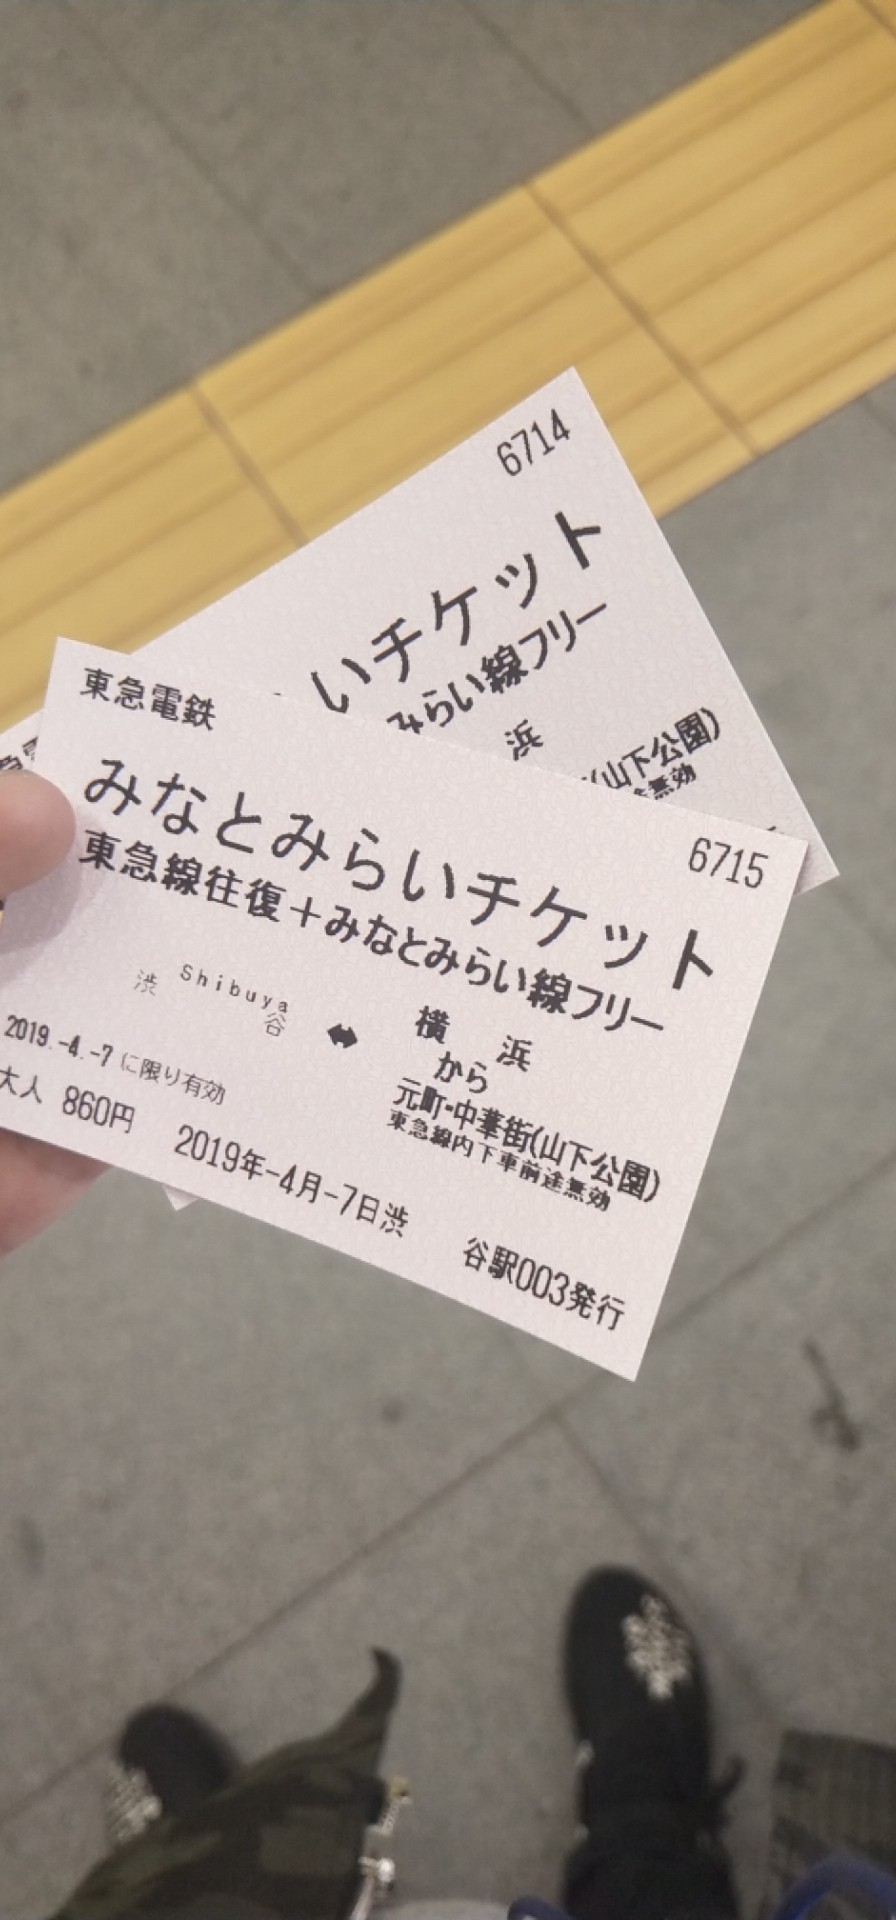 6714
いチケット
みらい線フリー
浜
(山下公園)
無効
東急電鉄
6715
みなとみらいチケット
東急線往復+みなとみらい線フリー
Shibuya
渋 谷 ⬌ 横 浜
から
元町・中華街(山下公園)
2019.-4.-7に限り有効
東急線内下車前途無効
大人 860円
2019年-4月-7日渋 谷駅003発行